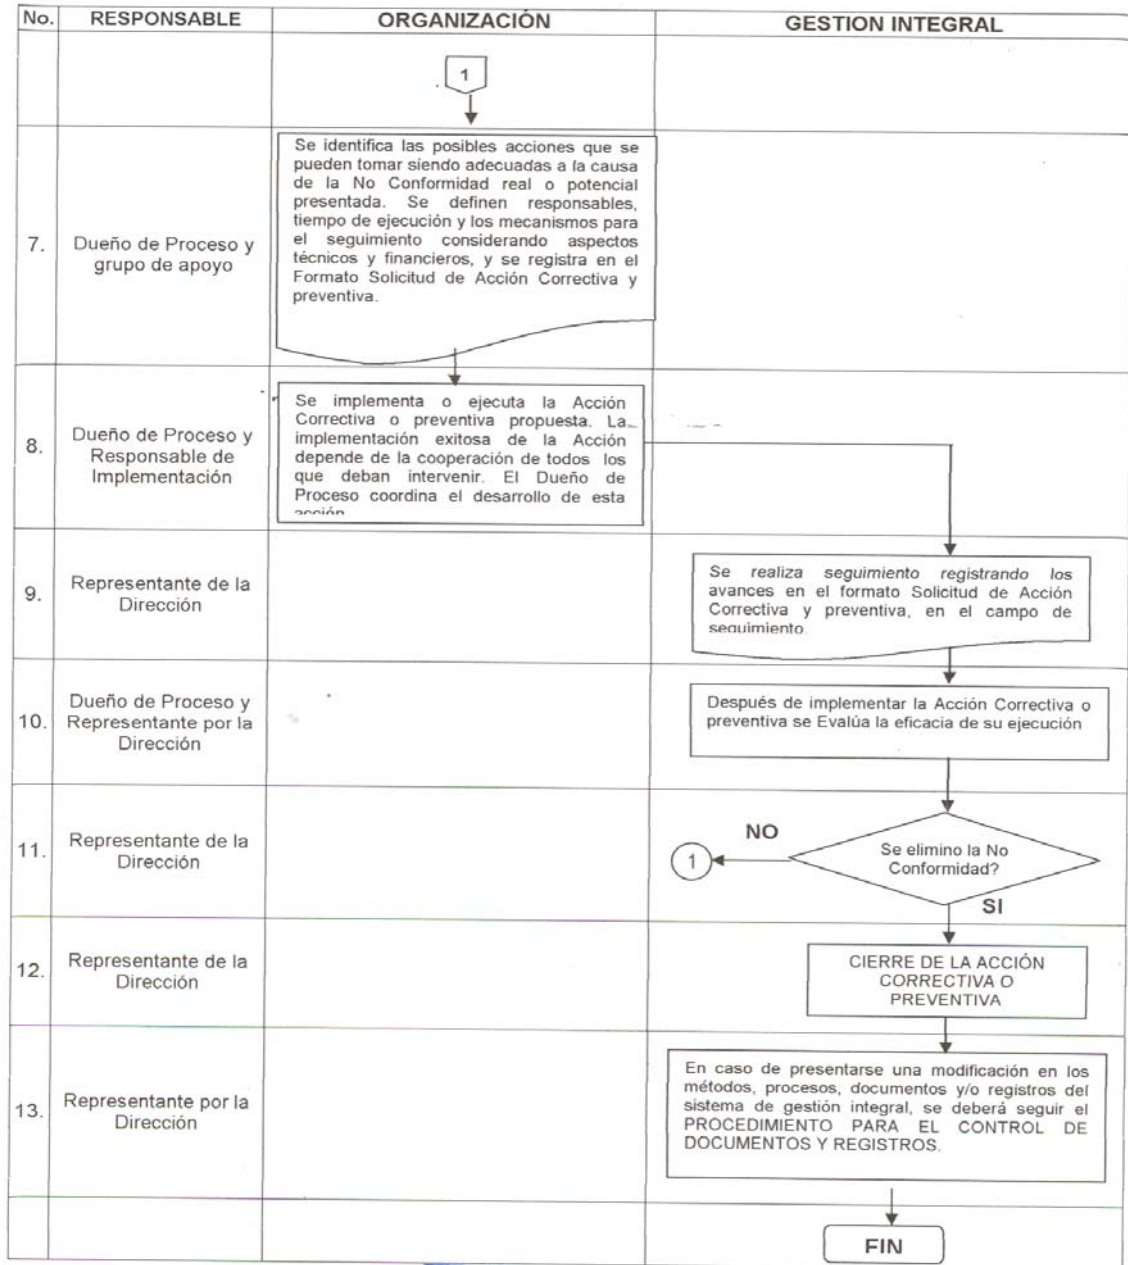 No. RESPONSABLE ORGANIZACIÓN GESTION INTEGRAL
1
7.
Dueño de Proceso y
grupo de apoyo
Se identifica las posibles acciones que se
pueden tomar siendo adecuadas a la causa
de la No Conformidad real o potencial
presentada. Se definen responsables,
tiempo de ejecución y los mecanismos para
el seguimiento considerando aspectos
técnicos y financieros, y se registra en el
Formato Solicitud de Acción Correctiva y
preventiva.
8.
Dueño de Proceso y
Responsable de
Implementación
Se implementa o ejecuta la Acción
Correctiva o preventiva propuesta. La
implementación exitosa de la Acción
depende de la cooperación de todos los
que deban intervenir. El Dueño de
Proceso coordina el desarrollo de esta
acción
9.
Representante de la
Dirección
Se realiza seguimiento registrando los
avances en el formato Solicitud de Acción
Correctiva y preventiva, en el campo de
seguimiento.
10.
Dueño de Proceso y
Representante por la
Dirección
Después de implementar la Acción Correctiva o
preventiva se Evalúa la eficacia de su ejecución
11.
Representante de la
Dirección
NO
1
Se elimino la No
Conformidad?
SI
12.
Representante de la
Dirección
CIERRE DE LA ACCIÓN
CORRECTIVA O
PREVENTIVA
13.
Representante por la
Dirección
En caso de presentarse una modificación en los
métodos, procesos, documentos y/o registros del
sistema de gestión integral, se deberá seguir el
PROCEDIMIENTO PARA EL CONTROL DE
DOCUMENTOS Y REGISTROS.
FIN